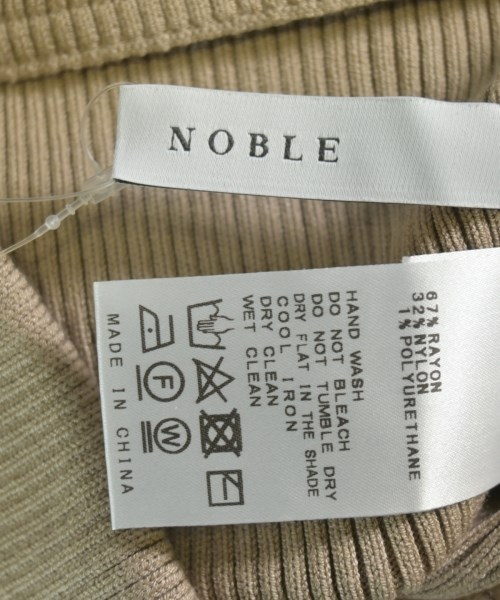 NOBLE
67% RAYON
32% NYLON
1% POLYURETHANE
HAND WASH
DO NOT BLEACH
DO NOT TUMBLE DRY
DRY FLAT IN THE SHADE
COOL IRON
DRY CLEAN
WET CLEAN
F
W
MADE IN CHINA